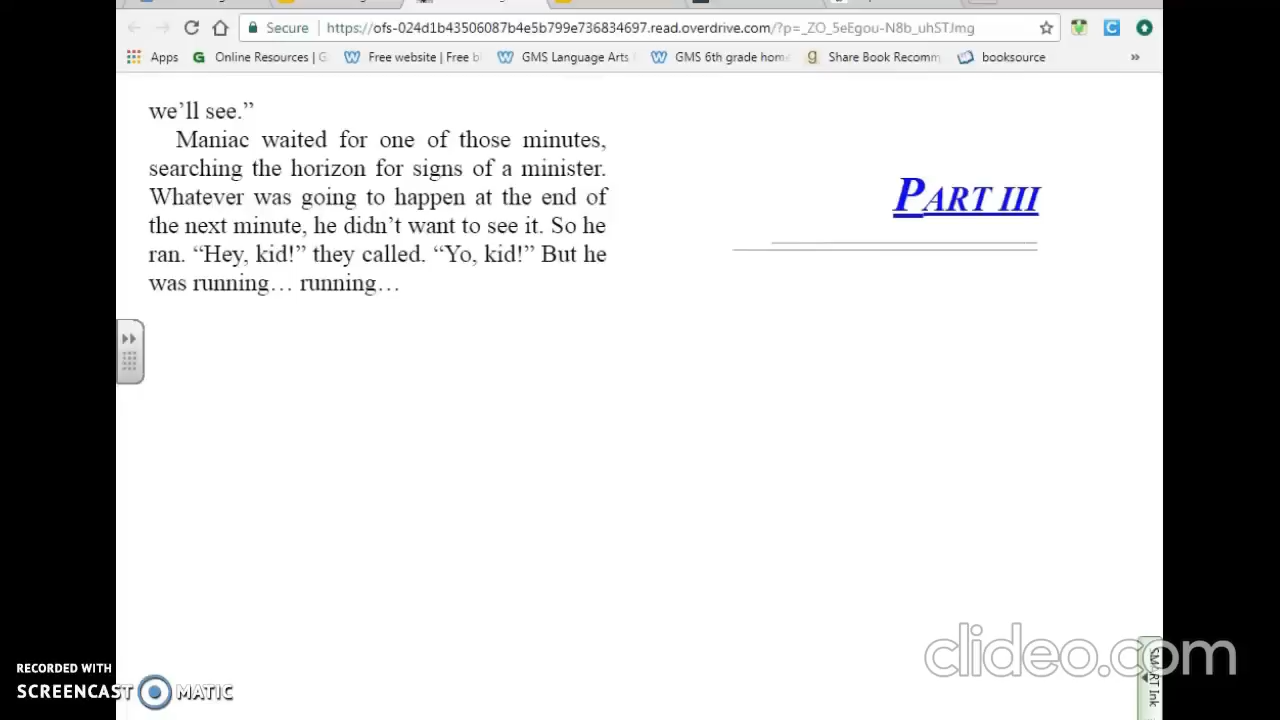 Secure
https://ofs-024d1b43506087b4e5b799e736834697.read.overdrive.com/?p=_ZO_5eEgou-N8b_uhSTJmg
Apps
Online Resources | G
Free website | Free b
GMS Language Arts
GMS 6th grade hom
Share Book Recomm
booksource
»
we’ll see.”
Maniac waited for one of those minutes,
searching the horizon for signs of a minister.
Whatever was going to happen at the end of
the next minute, he didn’t want to see it. So he
ran. “Hey, kid!” they called. “Yo, kid!” But he
was running… running…
PART III
clideo.com
SMART Ink
RECORDED WITH
SCREENCAST MATIC